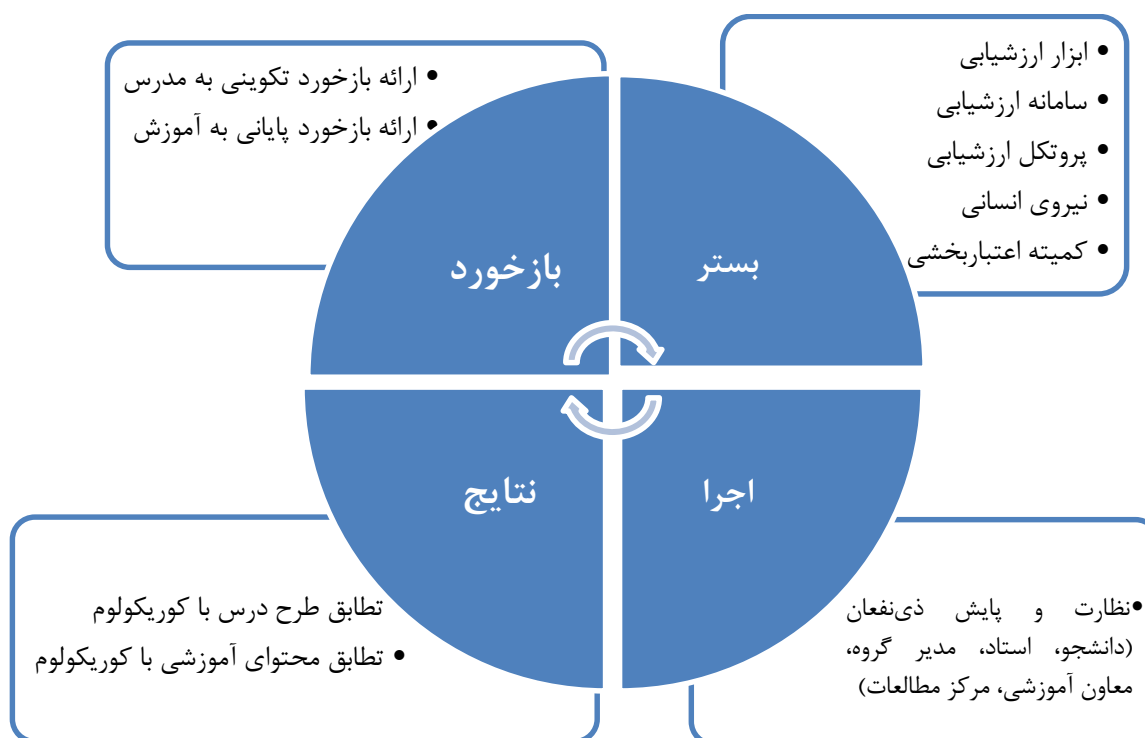 • ابزار ارزشیابی
• سامانه ارزشیابی
• پروتکل ارزشیابی
• نیروی انسانی
• کمیته اعتباربخشی
• ارائه بازخورد تکوینی به مدرس
• ارائه بازخورد پایانی به آموزش
بستر
بازخورد
اجرا
نتایج
•نظارت و پایش ذی‌نفعان
(دانشجو، استاد، مدیر گروه،
معاون آموزشی، مرکز مطالعات)
تطابق طرح درس با کوریکولوم
• تطابق محتوای آموزشی با کوریکولوم